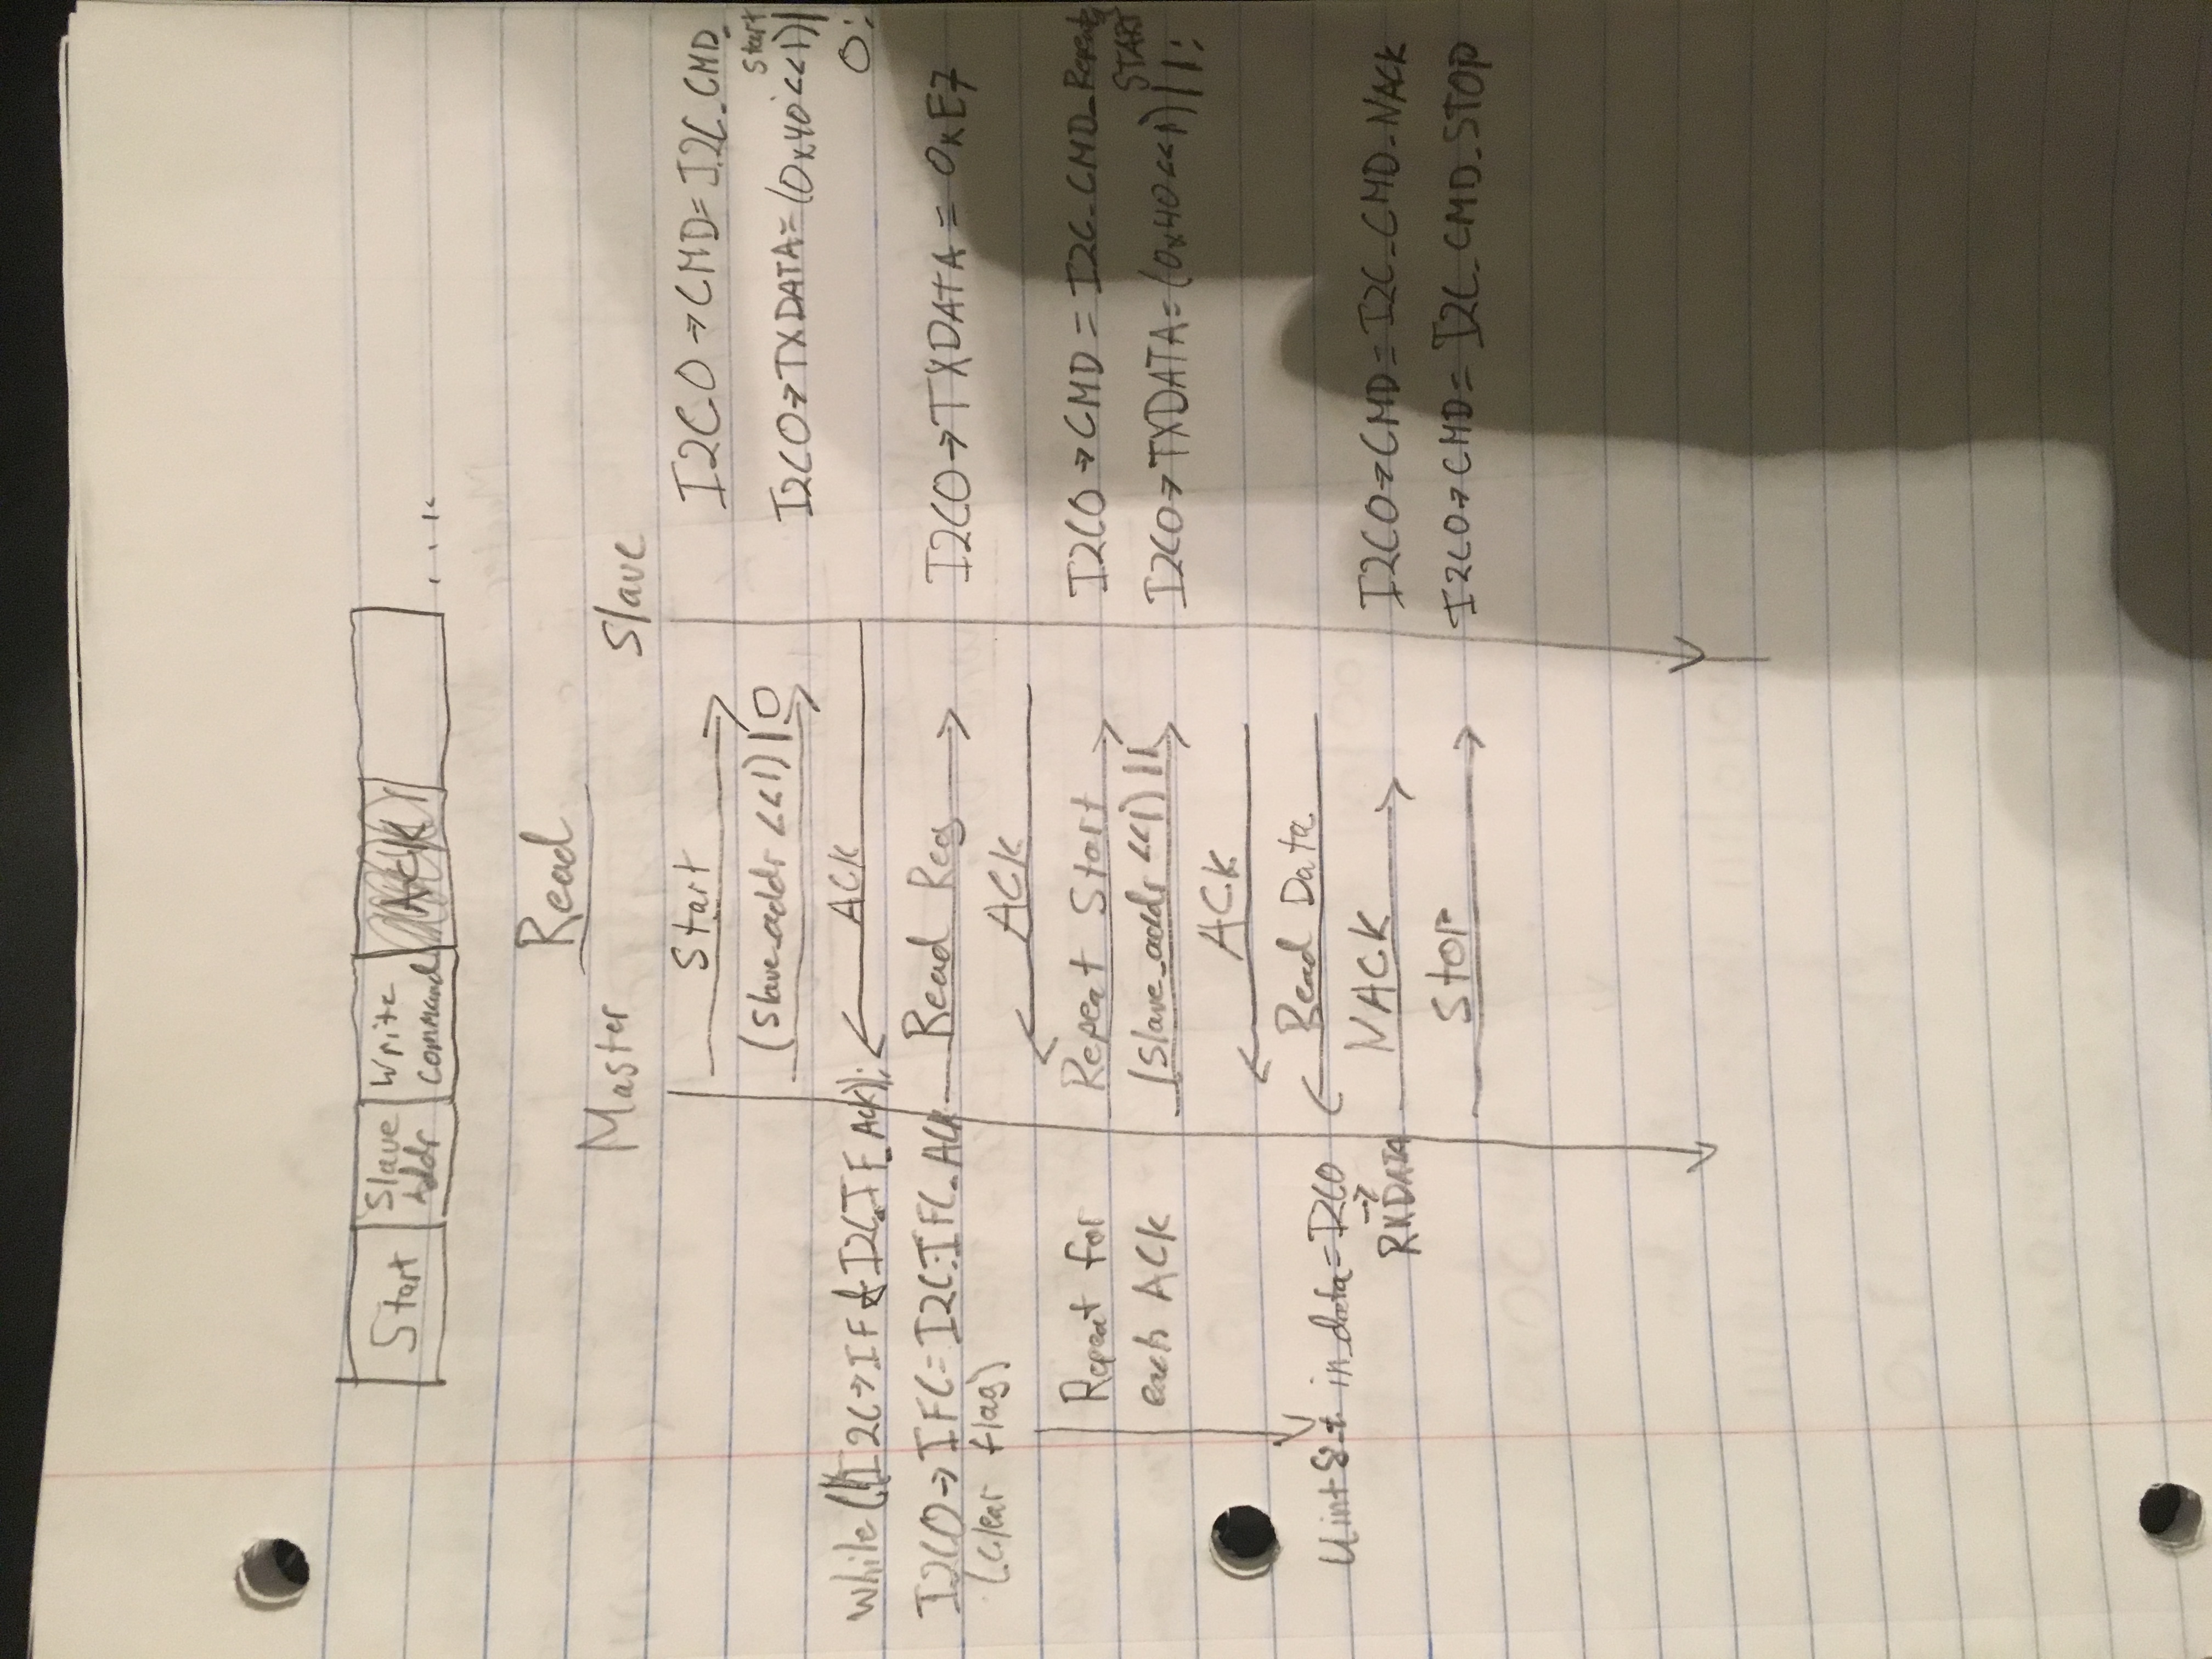 Start Slave Addr Write Command ACK ...
Read
Master Slave
Start I2C0→CMD=I2C_CMD_
Start
(Slave_addr <<1)|0 I2C0→TXDATA=(0x40<<1)|
0;
while(!(I2C→IF & I2C_IF_ACK)); ACK
I2C0→IFC=I2C_IFC_ACK Read Reg I2C0→TXDATA = 0xE7
(clear flag)
ACK
Repeat for Repeat Start I2C0→CMD = I2C_CMD_Repeated
START
each ACK (Slave_addr <<1)|1 I2C0→TXDATA=(0x40<<1)|1;
ACK
Read Data
Uint8_t in_data=I2C0
→
RXDATA NACK I2C0→CMD=I2C_CMD_NACK
Stop I2C0→CMD=I2C_CMD_STOP